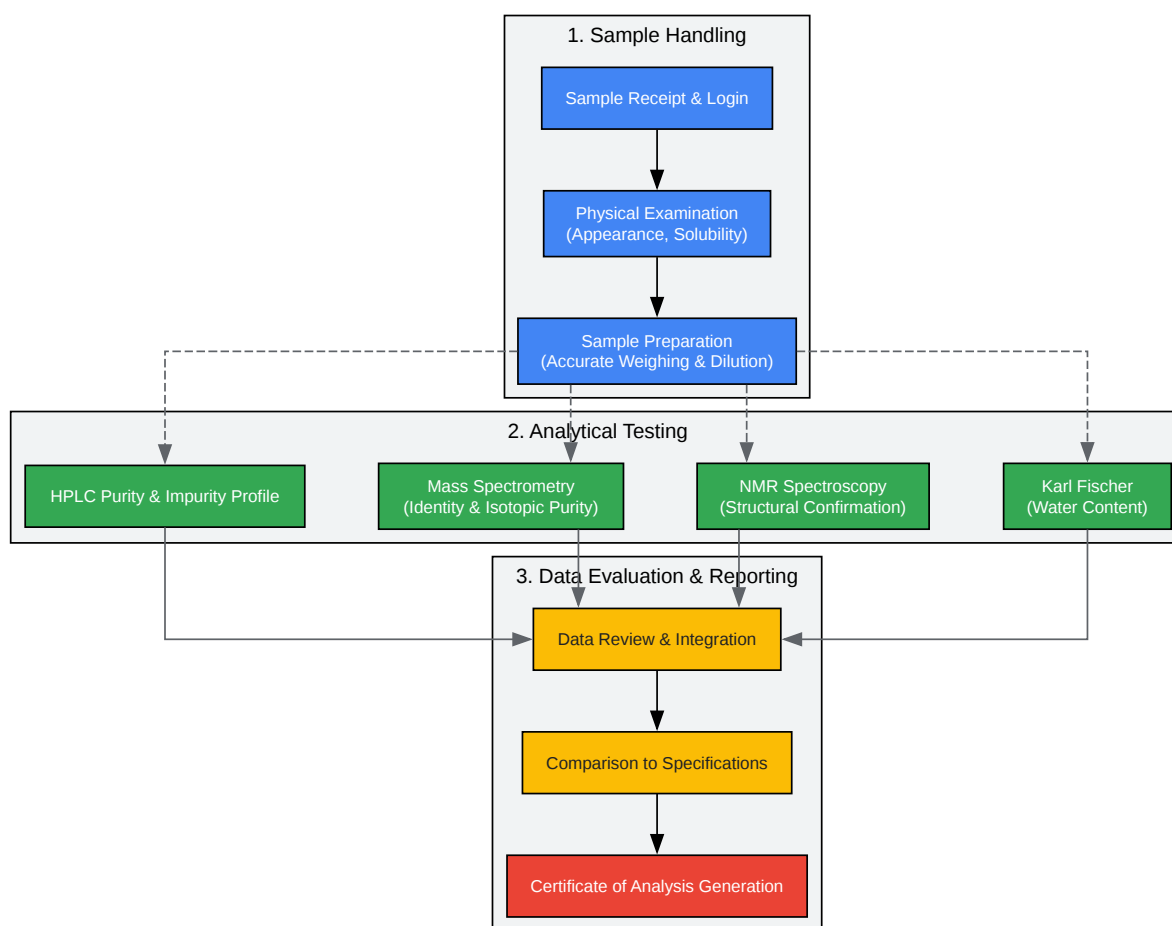 1. Sample Handling
Sample Receipt & Login
Physical Examination
(Appearance, Solubility)
Sample Preparation
(Accurate Weighing & Dilution)
2. Analytical Testing
HPLC Purity & Impurity Profile
Mass Spectrometry
(Identity & Isotopic Purity)
NMR Spectroscopy
(Structural Confirmation)
Karl Fischer
(Water Content)
3. Data Evaluation & Reporting
Data Review & Integration
Comparison to Specifications
Certificate of Analysis Generation